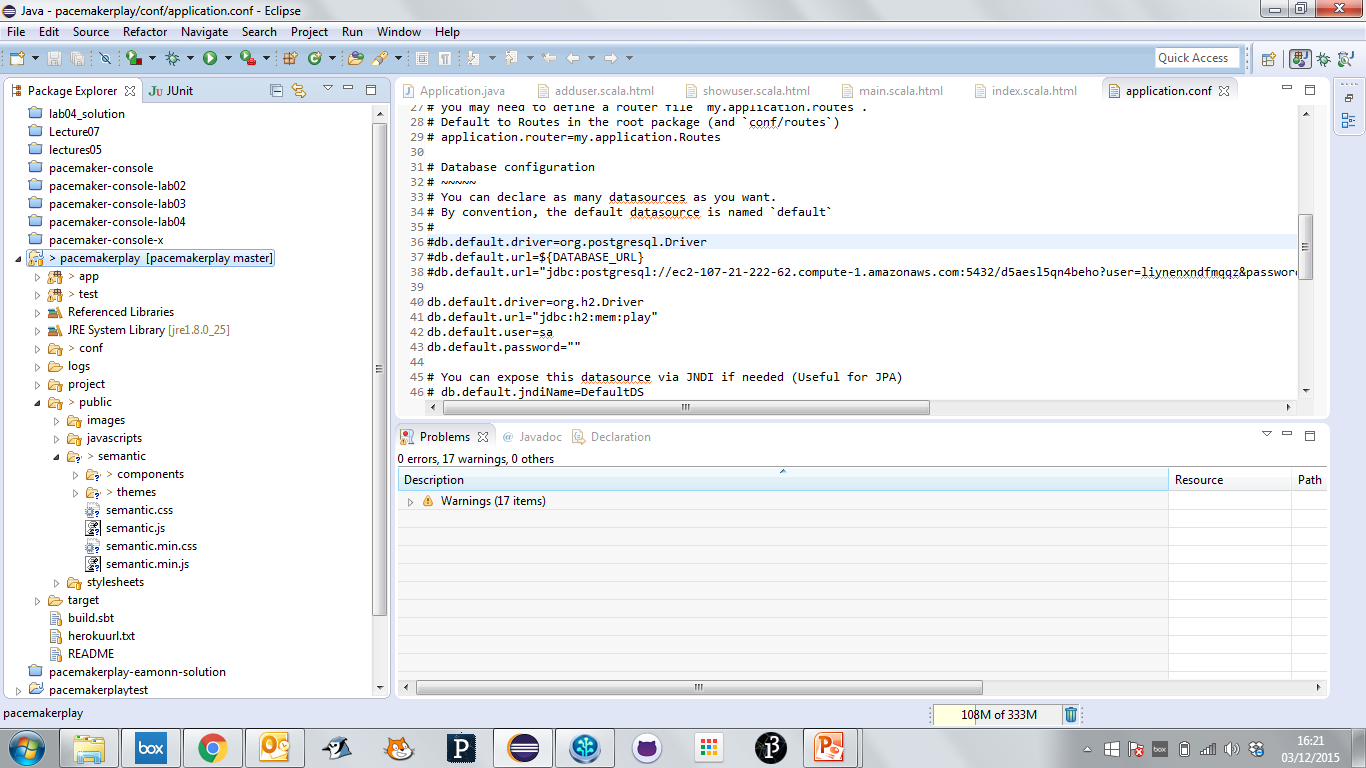 Java - pacemakerplay/conf/application.conf - Eclipse
File Edit Source Refactor Navigate Search Project Run Window Help
Quick Access
Package Explorer JUnit
lab04_solution
Lecture07
lectures05
pacemaker-console
pacemaker-console-lab02
pacemaker-console-lab03
pacemaker-console-lab04
pacemaker-console-x
> pacemakerplay [pacemakerplay master]
> app
> test
Referenced Libraries
JRE System Library [jre1.8.0_25]
> conf
logs
project
> public
images
javascripts
> semantic
> components
> themes
semantic.css
semantic.js
semantic.min.css
semantic.min.js
stylesheets
target
build.sbt
herokuurl.txt
README
pacemakerplay-eamonn-solution
pacemakerplaytest
Application.java adduser.scala.html showuser.scala.html main.scala.html index.scala.html application.conf
27 # you may need to define a router file `my.application.routes`.
28 # Default to Routes in the root package (and `conf/routes`)
29 # application.router=my.application.Routes
30
31 # Database configuration
32 # ~~~~~
33 # You can declare as many datasources as you want.
34 # By convention, the default datasource is named `default`
35 #
36 #db.default.driver=org.postgresql.Driver
37 #db.default.url=${DATABASE_URL}
38 #db.default.url="jdbc:postgresql://ec2-107-21-222-62.compute-1.amazonaws.com:5432/d5aesl5qn4beho?user=liynenxndfmqqz&password
39
40 db.default.driver=org.h2.Driver
41 db.default.url="jdbc:h2:mem:play"
42 db.default.user=sa
43 db.default.password=""
44
45 # You can expose this datasource via JNDI if needed (Useful for JPA)
46 # db.default.jndiName=DefaultDS
Problems @ Javadoc Declaration
0 errors, 17 warnings, 0 others
Description Resource Path
Warnings (17 items)
pacemakerplay
108M of 333M
box
P
β
box
16:21
03/12/2015